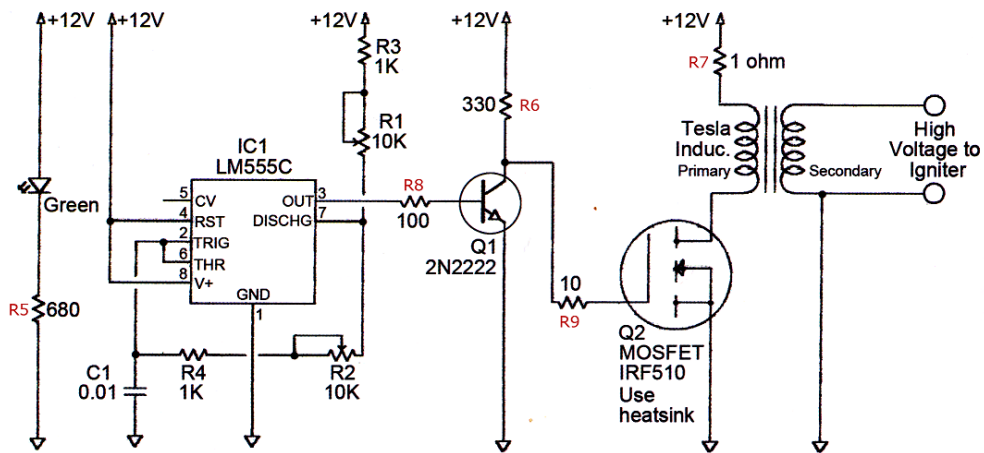 +12V
+12V
+12V
+12V
+12V
R3
1K
R7
1 ohm
330
R6
R1
10K
Tesla
Induc.
Primary
Secondary
High
Voltage to
Igniter
IC1
LM555C
Green
5
CV
4
RST
2
TRIG
6
THR
8
V+
OUT
3
DISCHG
7
GND
1
R8
100
Q1
2N2222
10
R9
R5
680
Q2
MOSFET
IRF510
Use
heatsink
C1
0.01
R4
1K
R2
10K